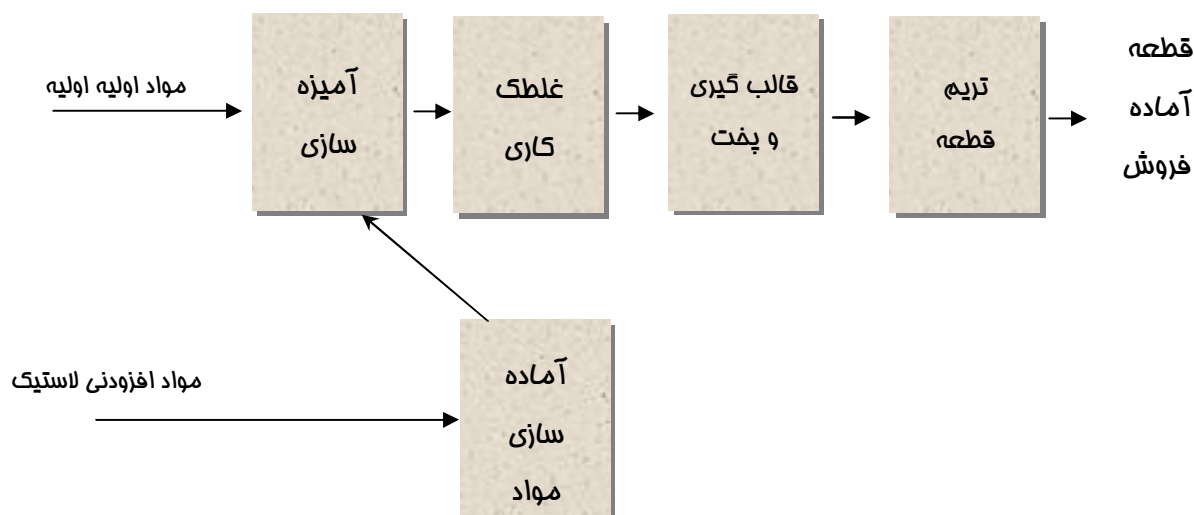 مواد اولیه اولیه
آمیزه
سازی
غلطک
کاری
قالب گیری
و پخت
تریم
قطعه
قطعه
آماده
فروش
مواد افزودنی لاستیک
آماده
سازی
مواد